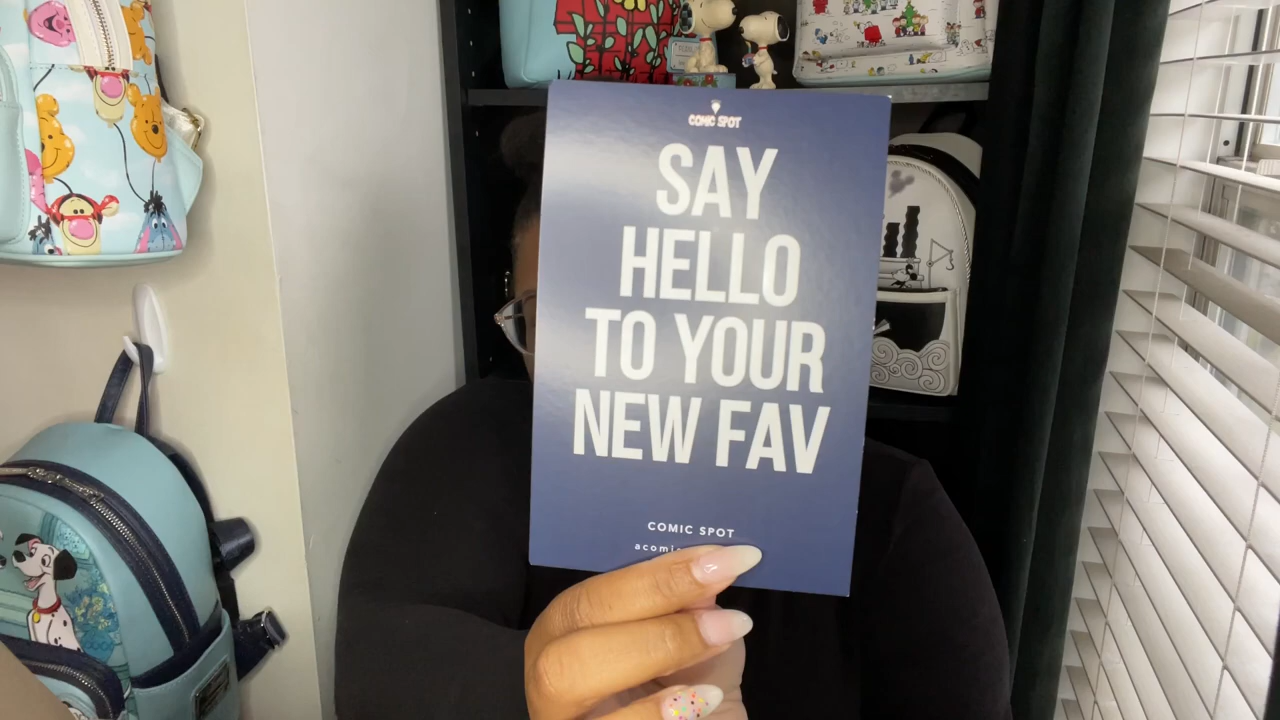 COMIC SPOT
SAY
HELLO
TO YOUR
NEW FAV
COMIC SPOT